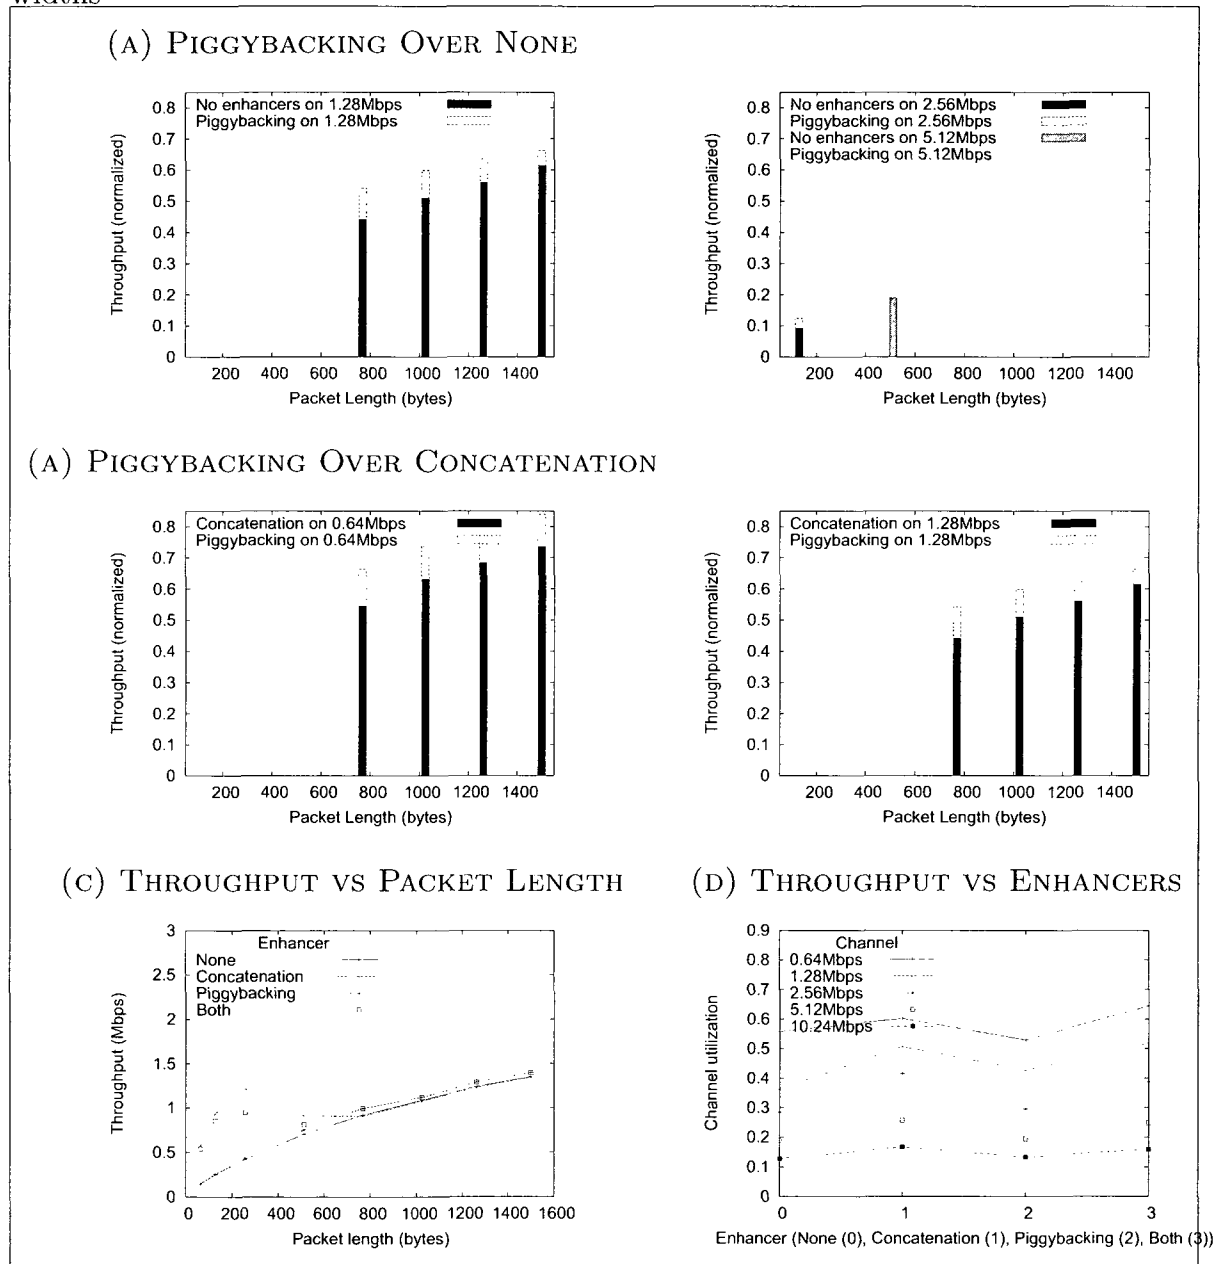 (A) PIGGYBACKING OVER NONE
No enhancers on 1.28Mbps
Piggybacking on 1.28Mbps
Throughput (normalized)
0.8
0.7
0.6
0.5
0.4
0.3
0.2
0.1
0
200 400 600 800 1000 1200 1400
Packet Length (bytes)
No enhancers on 2.56Mbps
Piggybacking on 2.56Mbps
No enhancers on 5.12Mbps
Piggybacking on 5.12Mbps
Throughput (normalized)
0.8
0.7
0.6
0.5
0.4
0.3
0.2
0.1
0
200 400 600 800 1000 1200 1400
Packet Length (bytes)
(A) PIGGYBACKING OVER CONCATENATION
Concatenation on 0.64Mbps
Piggybacking on 0.64Mbps
Throughput (normalized)
0.8
0.7
0.6
0.5
0.4
0.3
0.2
0.1
0
200 400 600 800 1000 1200 1400
Packet Length (bytes)
Concatenation on 1.28Mbps
Piggybacking on 1.28Mbps
Throughput (normalized)
0.8
0.7
0.6
0.5
0.4
0.3
0.2
0.1
0
200 400 600 800 1000 1200 1400
Packet Length (bytes)
(C) THROUGHPUT VS PACKET LENGTH
Enhancer
None
Concatenation
Piggybacking
Both
Throughput (Mbps)
3
2.5
2
1.5
1
0.5
0
0 200 400 600 800 1000 1200 1400 1600
Packet length (bytes)
(D) THROUGHPUT VS ENHANCERS
Channel
0.64Mbps
1.28Mbps
2.56Mbps
5.12Mbps
10.24Mbps
Channel utilization
0.9
0.8
0.7
0.6
0.5
0.4
0.3
0.2
0.1
0
0 1 2 3
Enhancer (None (0), Concatenation (1), Piggybacking (2), Both (3))